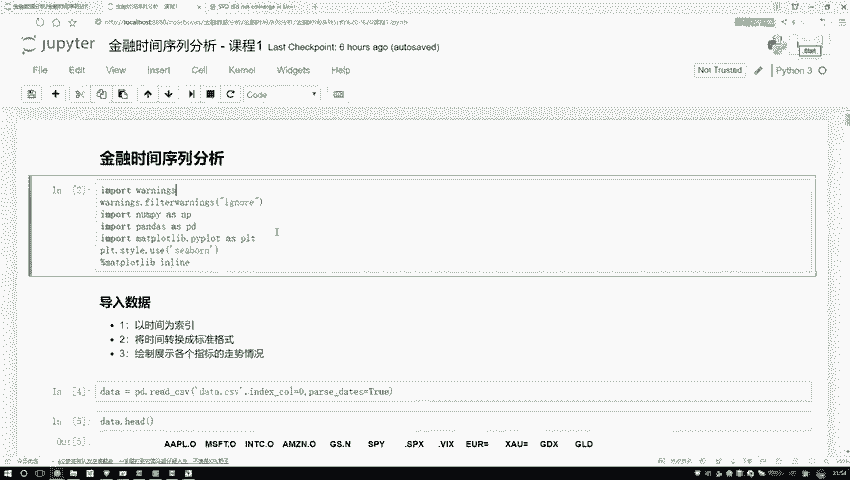 jupyter 金融时间序列分析 - 课程1 Last Checkpoint: 6 hours ago (autosaved)
File Edit View Insert Cell Kernel Widgets Help
Not Trusted Python 3
Code
金融时间序列分析
In [2]: import warnings
warnings.filterwarnings("ignore")
import numpy as np
import pandas as pd
import matplotlib.pyplot as plt
plt.style.use('seaborn')
%matplotlib inline
导入数据
1：以时间为索引
2：将时间转换成标准格式
3：绘制展示各个指标的走势情况
In [4]: data = pd.read_csv('data.csv',index_col=0,parse_dates=True)
In [5]: data.head()
Out[5]:
AAPL.O MSFT.O INTC.O AMZN.O GS.N SPY .SPX .VIX EUR= XAU= GDX GLD